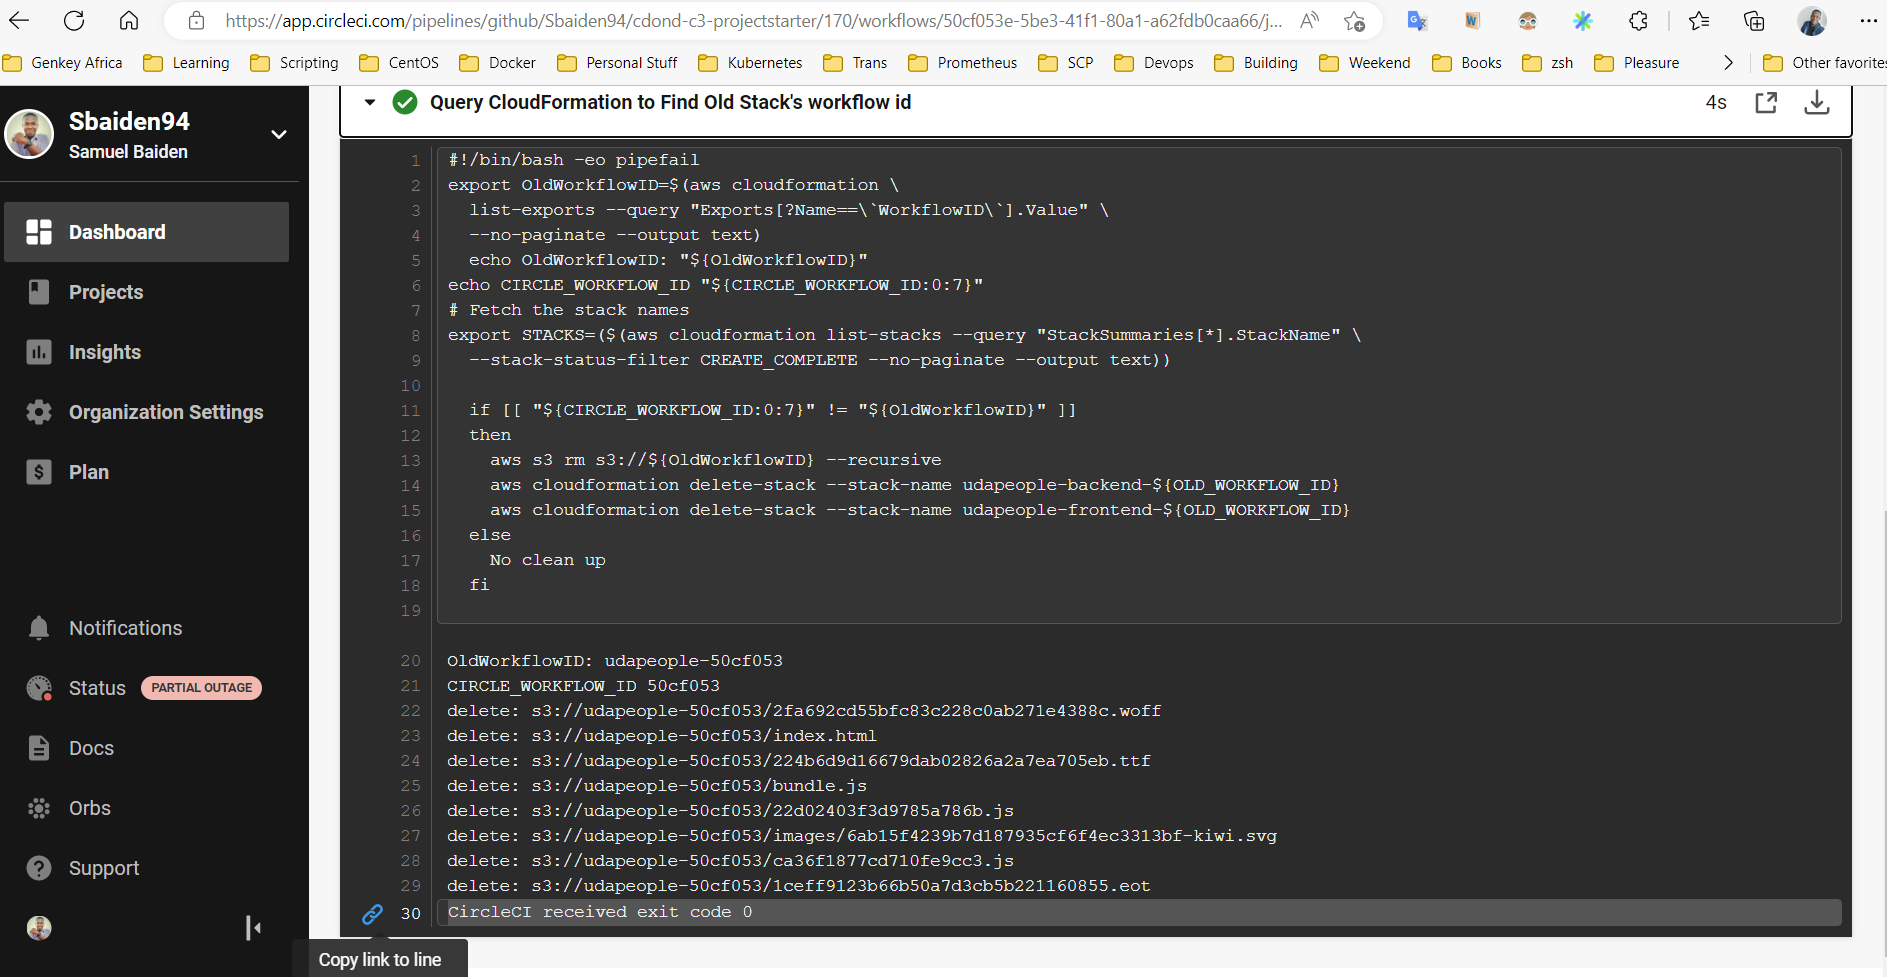 https://app.circleci.com/pipelines/github/Sbaiden94/cdond-c3-projectstarter/170/workflows/50cf053e-5be3-41f1-80a1-a62fdb0caa66/j...
Genkey Africa Learning Scripting CentOS Docker Personal Stuff Kubernetes Trans Prometheus SCP Devops Building Weekend Books zsh Pleasure Other favorites
Sbaiden94
Samuel Baiden
Dashboard
Projects
Insights
Organization Settings
Plan
Notifications
Status PARTIAL OUTAGE
Docs
Orbs
Support
Query CloudFormation to Find Old Stack's workflow id 4s
1 #!/bin/bash -eo pipefail
2 export OldWorkflowID=$(aws cloudformation \
3 list-exports --query "Exports[?Name==\`WorkflowID\`].Value" \
4 --no-paginate --output text)
5 echo OldWorkflowID: "${OldWorkflowID}"
6 echo CIRCLE_WORKFLOW_ID "${CIRCLE_WORKFLOW_ID:0:7}"
7 # Fetch the stack names
8 export STACKS=($(aws cloudformation list-stacks --query "StackSummaries[*].StackName" \
9 --stack-status-filter CREATE_COMPLETE --no-paginate --output text))
10
11 if [[ "${CIRCLE_WORKFLOW_ID:0:7}" != "${OldWorkflowID}" ]]
12 then
13 aws s3 rm s3://${OldWorkflowID} --recursive
14 aws cloudformation delete-stack --stack-name udapeople-backend-${OLD_WORKFLOW_ID}
15 aws cloudformation delete-stack --stack-name udapeople-frontend-${OLD_WORKFLOW_ID}
16 else
17 No clean up
18 fi
19
20 OldWorkflowID: udapeople-50cf053
21 CIRCLE_WORKFLOW_ID 50cf053
22 delete: s3://udapeople-50cf053/2fa692cd55bfc83c228c0ab271e4388c.woff
23 delete: s3://udapeople-50cf053/index.html
24 delete: s3://udapeople-50cf053/224b6d9d16679dab02826a2a7ea705eb.ttf
25 delete: s3://udapeople-50cf053/bundle.js
26 delete: s3://udapeople-50cf053/22d02403f3d9785a786b.js
27 delete: s3://udapeople-50cf053/images/6ab15f4239b7d187935cf6f4ec3313bf-kiwi.svg
28 delete: s3://udapeople-50cf053/ca36f1877cd710fe9cc3.js
29 delete: s3://udapeople-50cf053/1ceff9123b66b50a7d3cb5b221160855.eot
30 CircleCI received exit code 0
Copy link to line